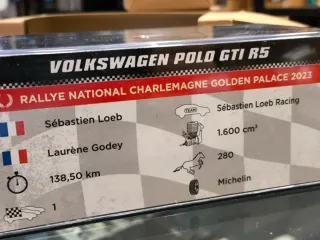 VOLKSWAGEN POLO GTI R5
RALLYE NATIONAL CHARLEMAGNE GOLDEN PALACE 2023
Sébastien Loeb
TEAM
Sébastien Loeb Racing
Laurène Godey
1.600 cm³
138,50 km
280
1
Michelin